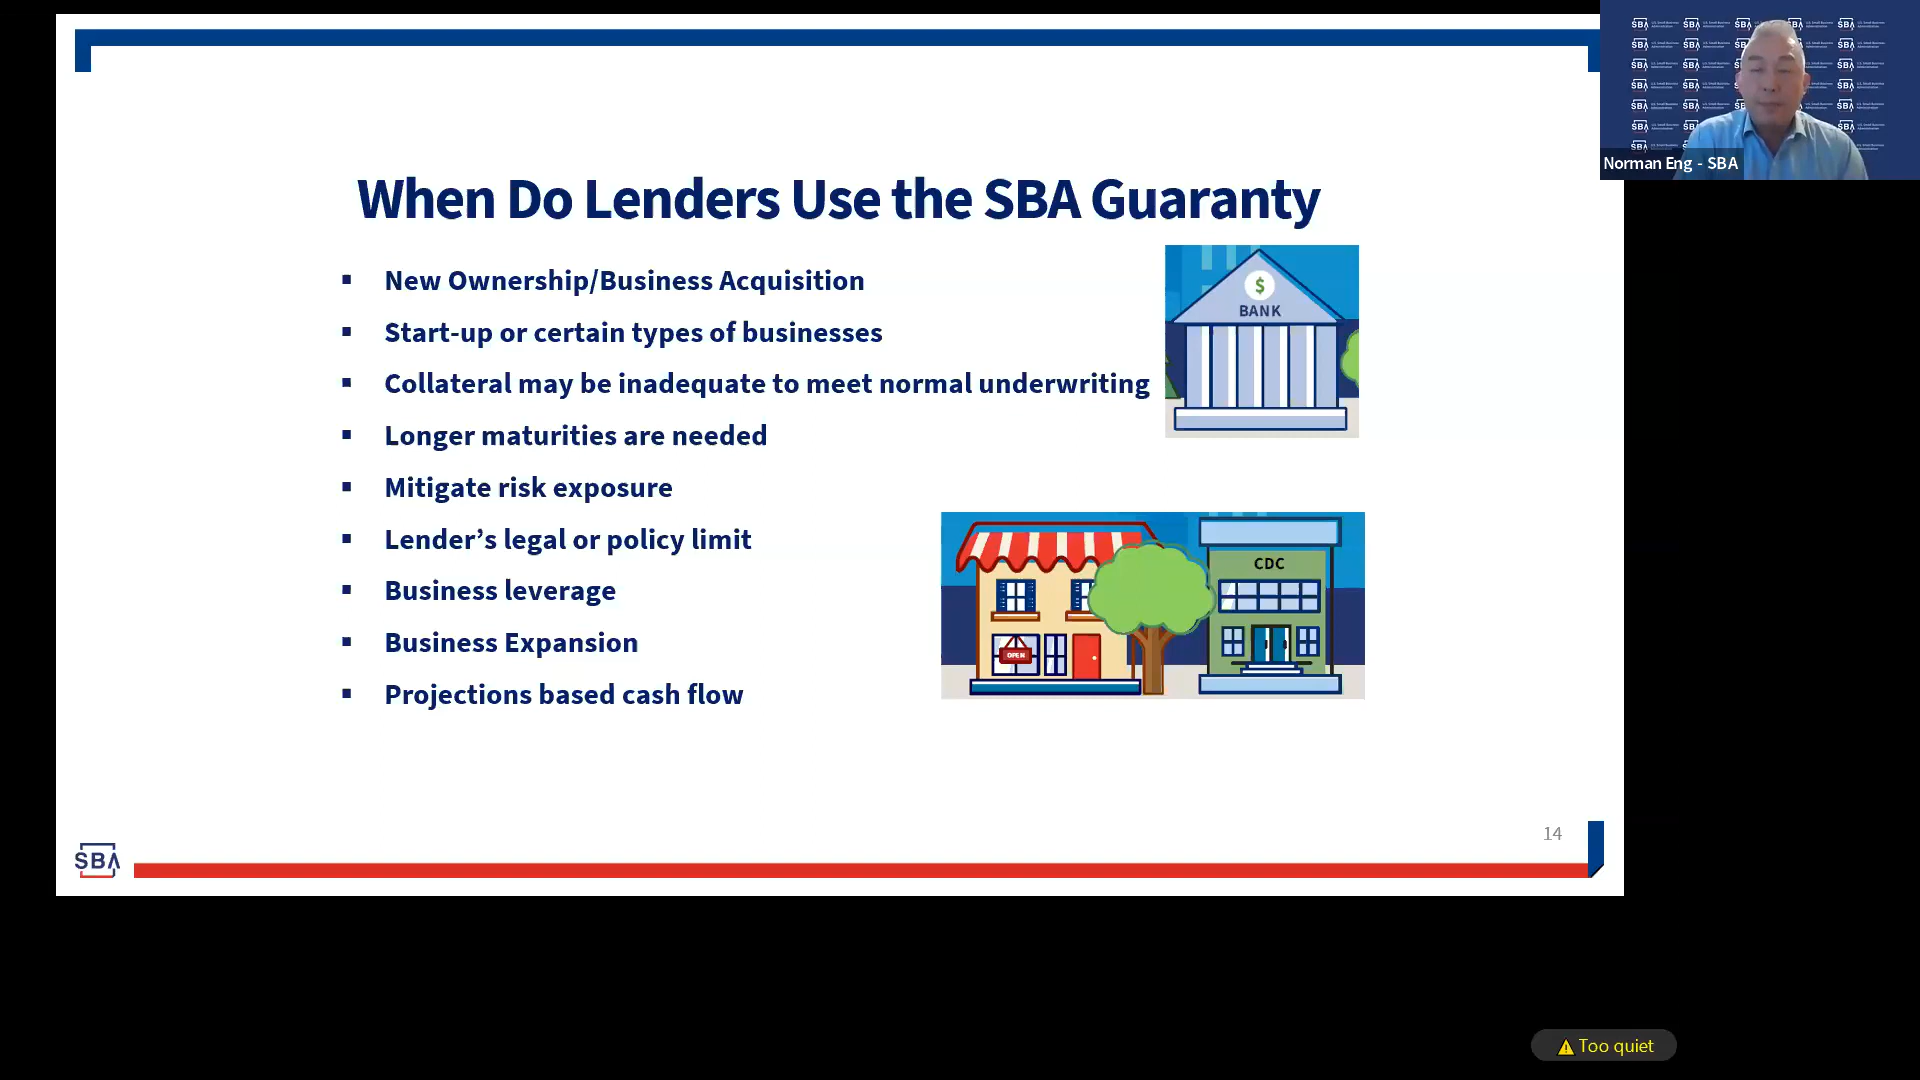 When Do Lenders Use the SBA Guaranty
▪ New Ownership/Business Acquisition
▪ Start-up or certain types of businesses
▪ Collateral may be inadequate to meet normal underwriting
▪ Longer maturities are needed
▪ Mitigate risk exposure
▪ Lender’s legal or policy limit
▪ Business leverage
▪ Business Expansion
▪ Projections based cash flow
$
BANK
CDC
OPEN
14
SBA
Norman Eng - SBA
Too quiet